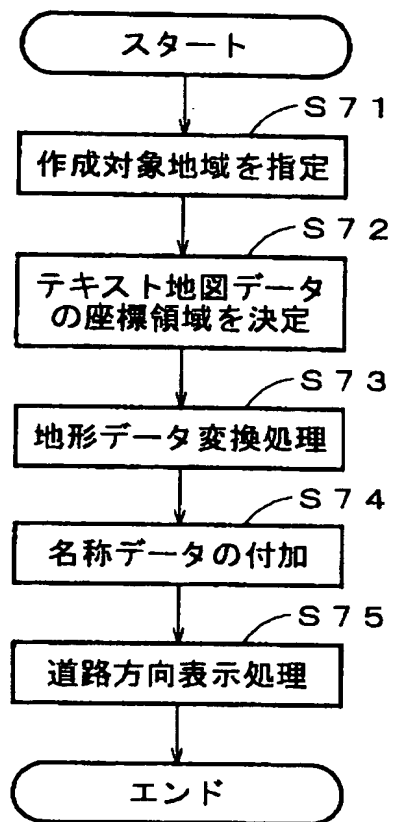 スタート
S71
作成対象地域を指定
S72
テキスト地図データ
の座標領域を決定
S73
地形データ変換処理
S74
名称データの付加
S75
道路方向表示処理
エンド